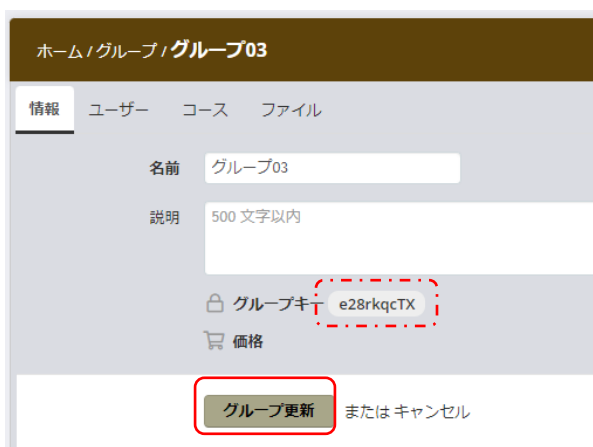 ホーム / グループ / グループ03
情報 ユーザー コース ファイル
名前 グループ03
説明 500 文字以内
グループキー e28rkqcTX
価格
グループ更新 または キャンセル